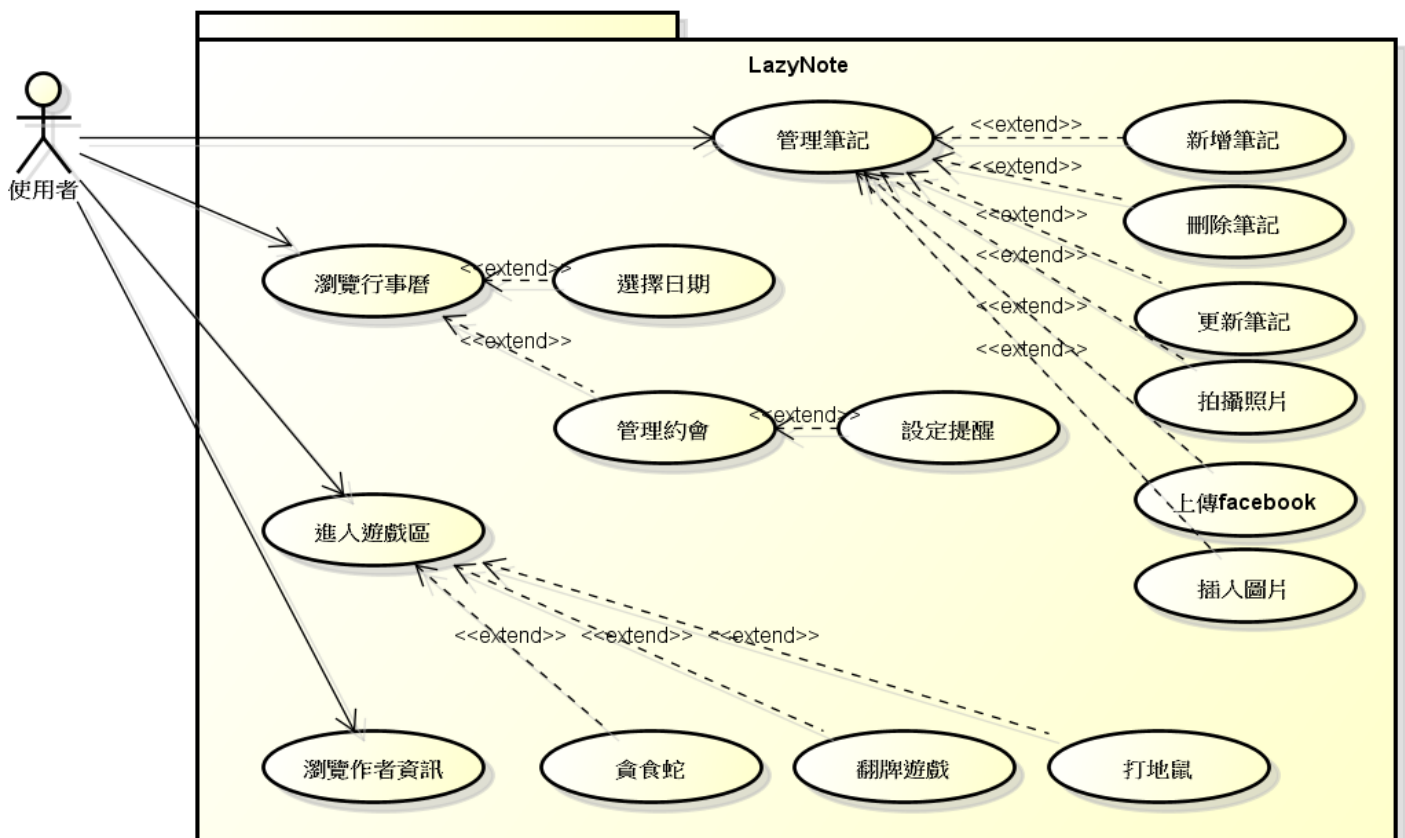 LazyNote
使用者
管理筆記
<<extend>>
新增筆記
<<extend>>
刪除筆記
<<extend>>
更新筆記
<<extend>>
拍攝照片
<<extend>>
上傳facebook
<<extend>>
插入圖片
瀏覽行事曆
<<extend>>
選擇日期
<<extend>>
管理約會
<<extend>>
設定提醒
進入遊戲區
<<extend>>
<<extend>>
<<extend>>
瀏覽作者資訊
貪食蛇
翻牌遊戲
打地鼠